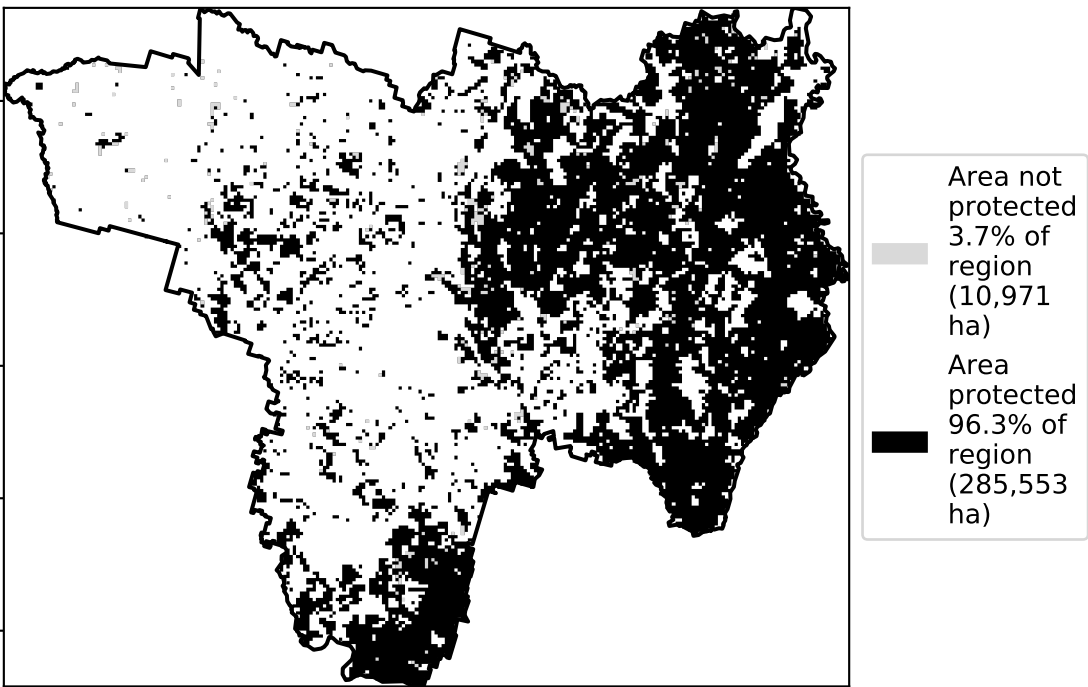 Area not
protected
3.7% of
region
(10,971
ha)
Area
protected
96.3% of
region
(285,553
ha)